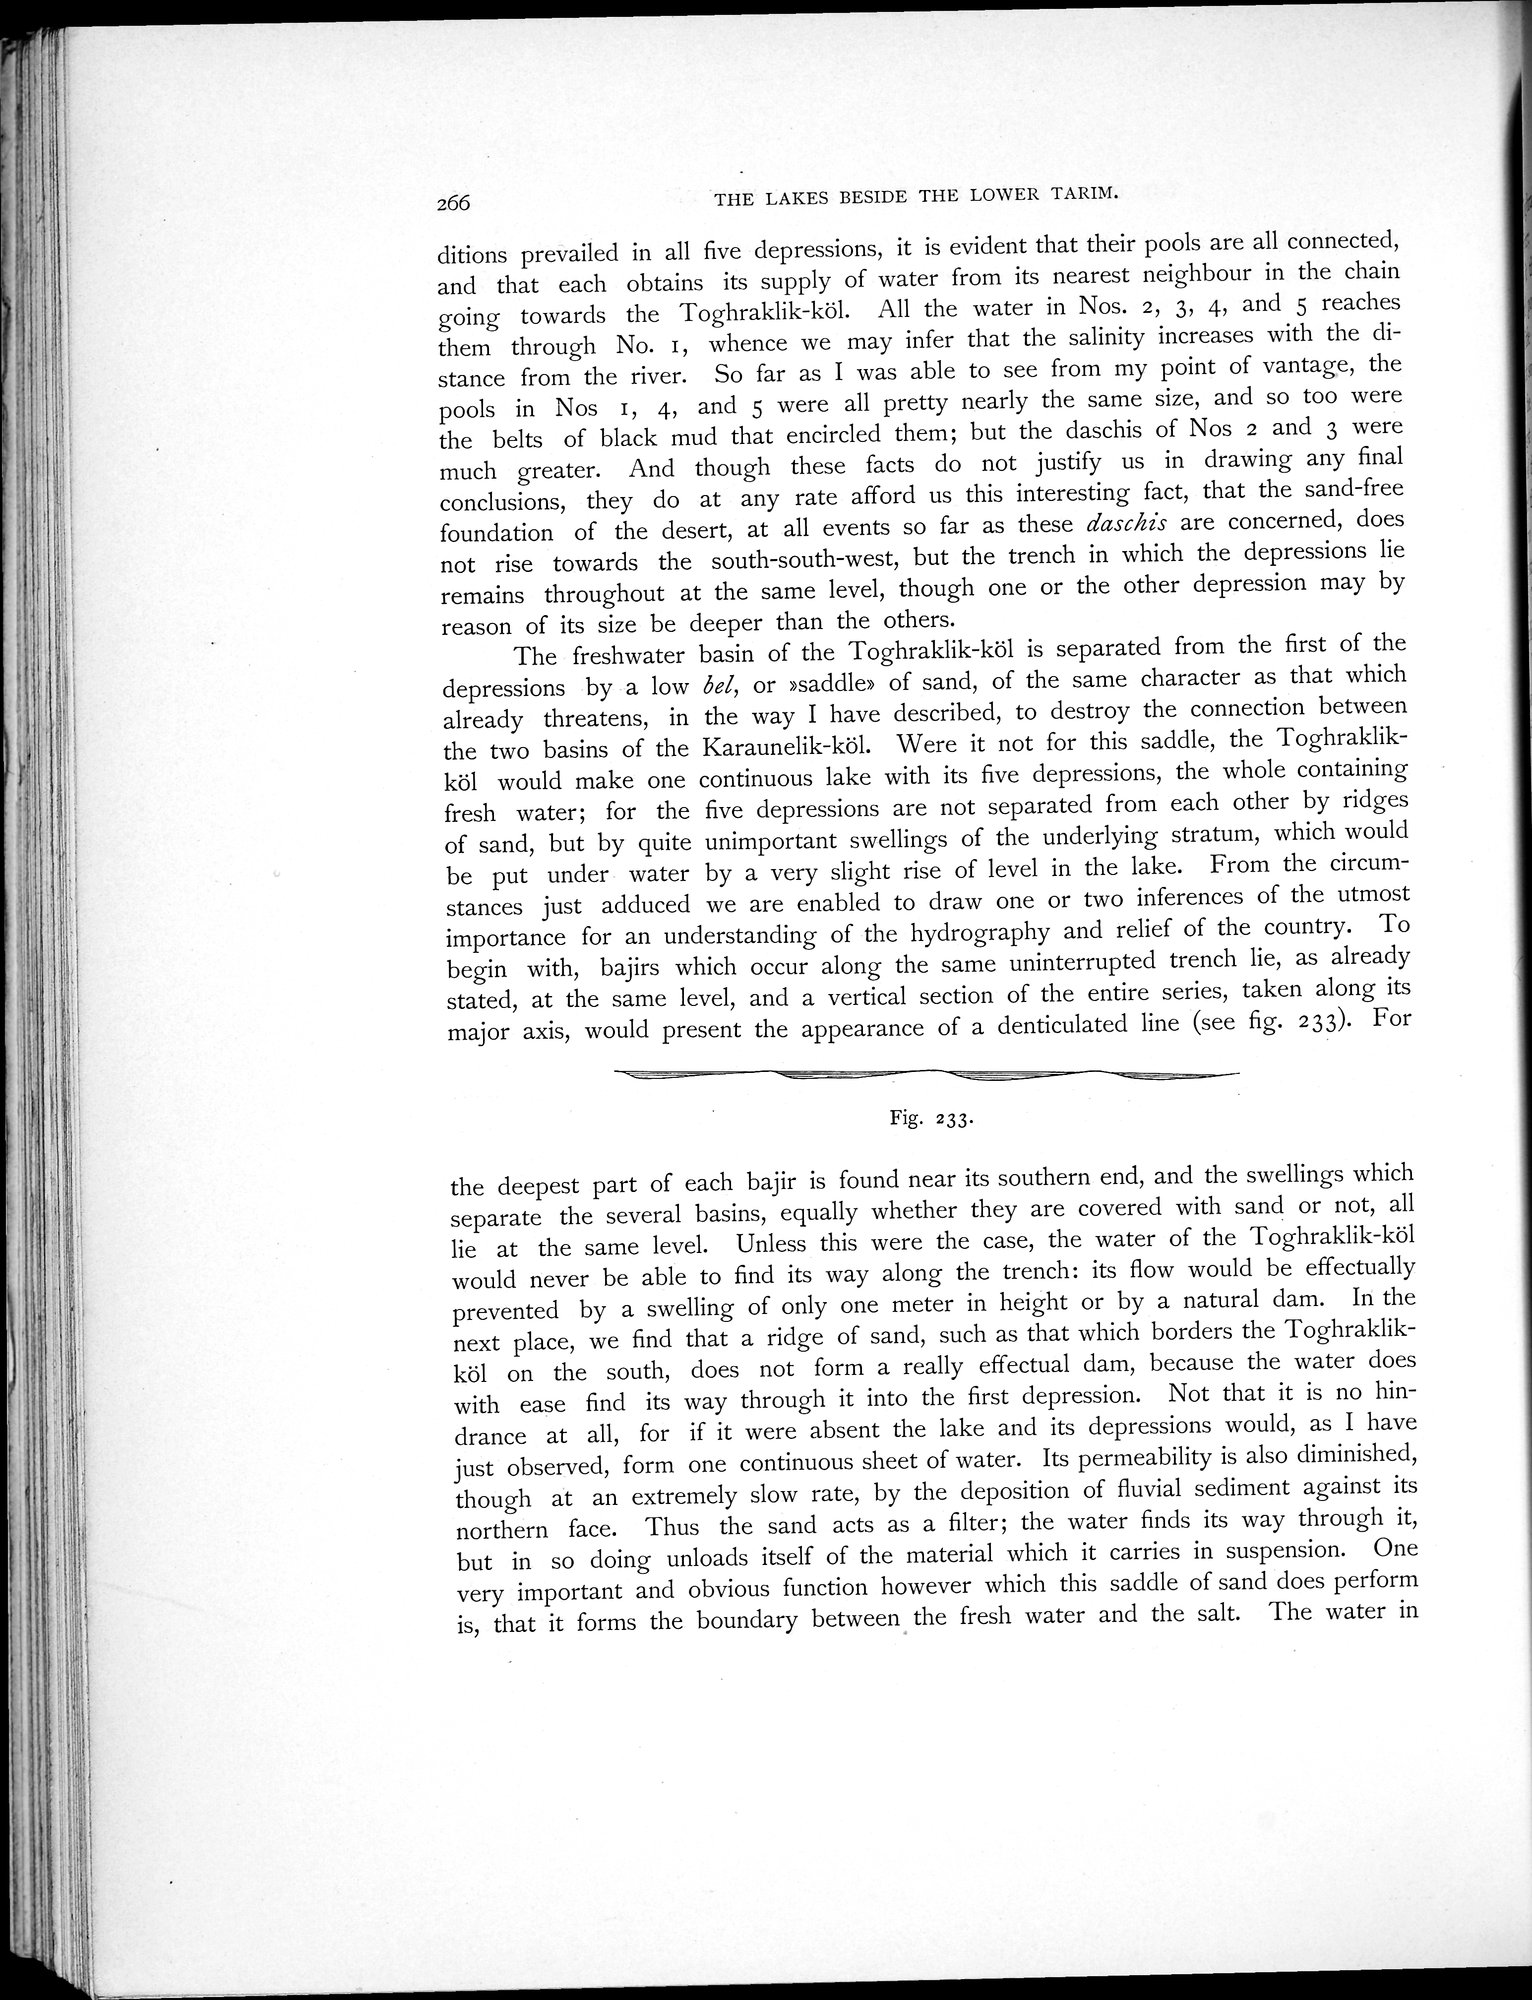 266
THE LAKES BESIDE THE LOWER TARIM.
ditions prevailed in all five depressions, it is evident that their pools are all connected,
and that each obtains its supply of water from its nearest neighbour in the chain
going towards the Toghraklik-köl. All the water in Nos. 2, 3, 4, and 5 reaches
them through No. 1, whence we may infer that the salinity increases with the di-
stance from the river. So far as I was able to see from my point of vantage, the
pools in Nos 1, 4, and 5 were all pretty nearly the same size, and so too were
the belts of black mud that encircled them; but the daschis of Nos 2 and 3 were
much greater. And though these facts do not justify us in drawing any final
conclusions, they do at any rate afford us this interesting fact, that the sand-free
foundation of the desert, at all events so far as these daschis are concerned, does
not rise towards the south-south-west, but the trench in which the depressions lie
remains throughout at the same level, though one or the other depression may by
reason of its size be deeper than the others.
The freshwater basin of the Toghraklik-köl is separated from the first of the
depressions by a low bel, or »saddle» of sand, of the same character as that which
already threatens, in the way I have described, to destroy the connection between
the two basins of the Karaunelik-köl. Were it not for this saddle, the Toghraklik-
köl would make one continuous lake with its five depressions, the whole containing
fresh water; for the five depressions are not separated from each other by ridges
of sand, but by quite unimportant swellings of the underlying stratum, which would
be put under water by a very slight rise of level in the lake. From the circum-
stances just adduced we are enabled to draw one or two inferences of the utmost
importance for an understanding of the hydrography and relief of the country. To
begin with, bajirs which occur along the same uninterrupted trench lie, as already
stated, at the same level, and a vertical section of the entire series, taken along its
major axis, would present the appearance of a denticulated line (see fig. 233). For
Fig. 233.
the deepest part of each bajir is found near its southern end, and the swellings which
separate the several basins, equally whether they are covered with sand or not, all
lie at the same level. Unless this were the case, the water of the Toghraklik-köl
would never be able to find its way along the trench: its flow would be effectually
prevented by a swelling of only one meter in height or by a natural dam. In the
next place, we find that a ridge of sand, such as that which borders the Toghraklik-
köl on the south, does not form a really effectual dam, because the water does
with ease find its way through it into the first depression. Not that it is no hin-
drance at all, for if it were absent the lake and its depressions would, as I have
just observed, form one continuous sheet of water. Its permeability is also diminished,
though at an extremely slow rate, by the deposition of fluvial sediment against its
northern face. Thus the sand acts as a filter; the water finds its way through it,
but in so doing unloads itself of the material which it carries in suspension. One
very important and obvious function however which this saddle of sand does perform
is, that it forms the boundary between the fresh water and the salt. The water in